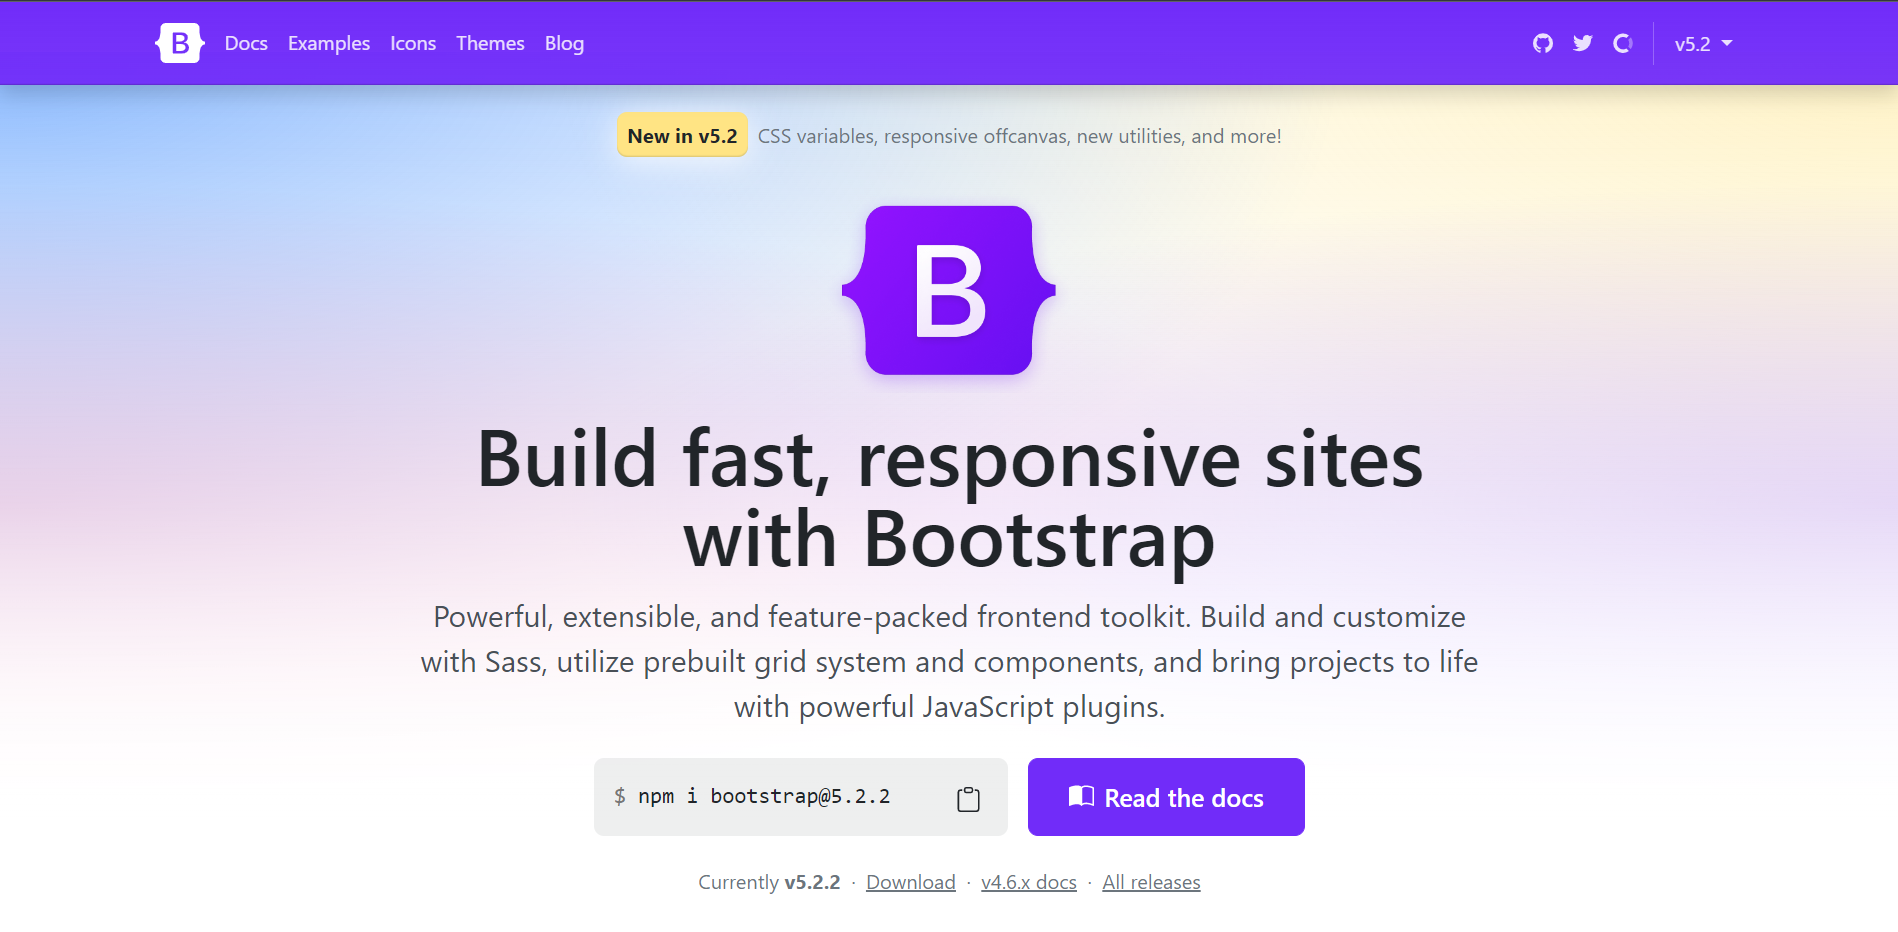 B Docs Examples Icons Themes Blog v5.2
New in v5.2 CSS variables, responsive offcanvas, new utilities, and more!
B
Build fast, responsive sites
with Bootstrap
Powerful, extensible, and feature-packed frontend toolkit. Build and customize
with Sass, utilize prebuilt grid system and components, and bring projects to life
with powerful JavaScript plugins.
$ npm i bootstrap@5.2.2 Read the docs
Currently v5.2.2 · Download · v4.6.x docs · All releases